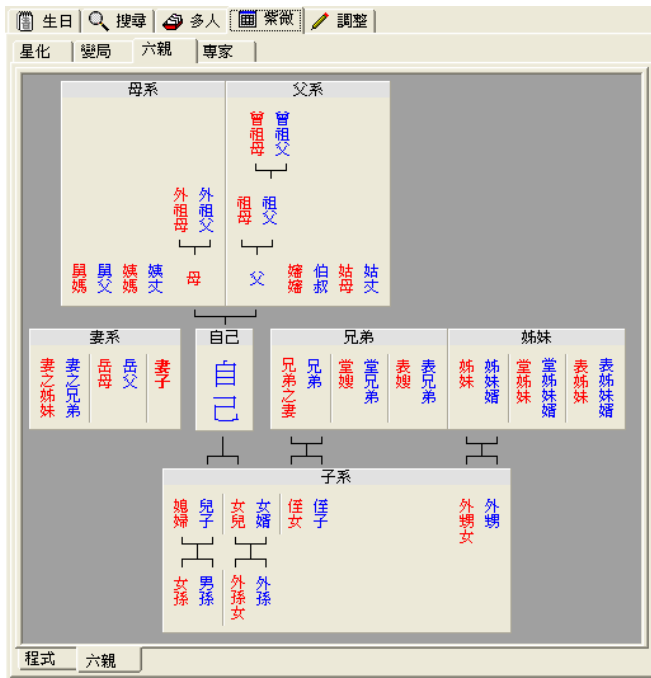 生日 搜尋 多人 紫微 調整
星化 變局 六親 專家
母系 父系
曾祖母 曾祖父
外祖母 外祖父 祖母 祖父
舅媽 舅父 姨媽 姨丈 母 父 嬸嬸 伯叔 姑母 姑丈
妻系 自己 兄弟 姊妹
妻之姊妹 妻之兄弟 岳母 岳父 妻子 自己 兄弟之妻 兄弟 堂嫂 堂兄弟 表嫂 表兄弟 姊妹 姊妹婿 堂姊妹 堂姊妹婿 表姊妹 表姊妹婿
子系
媳婦 兒子 女兒 女婿 侄女 侄子 外甥女 外甥
女孫 男孫 外孫女 外孫
程式 六親